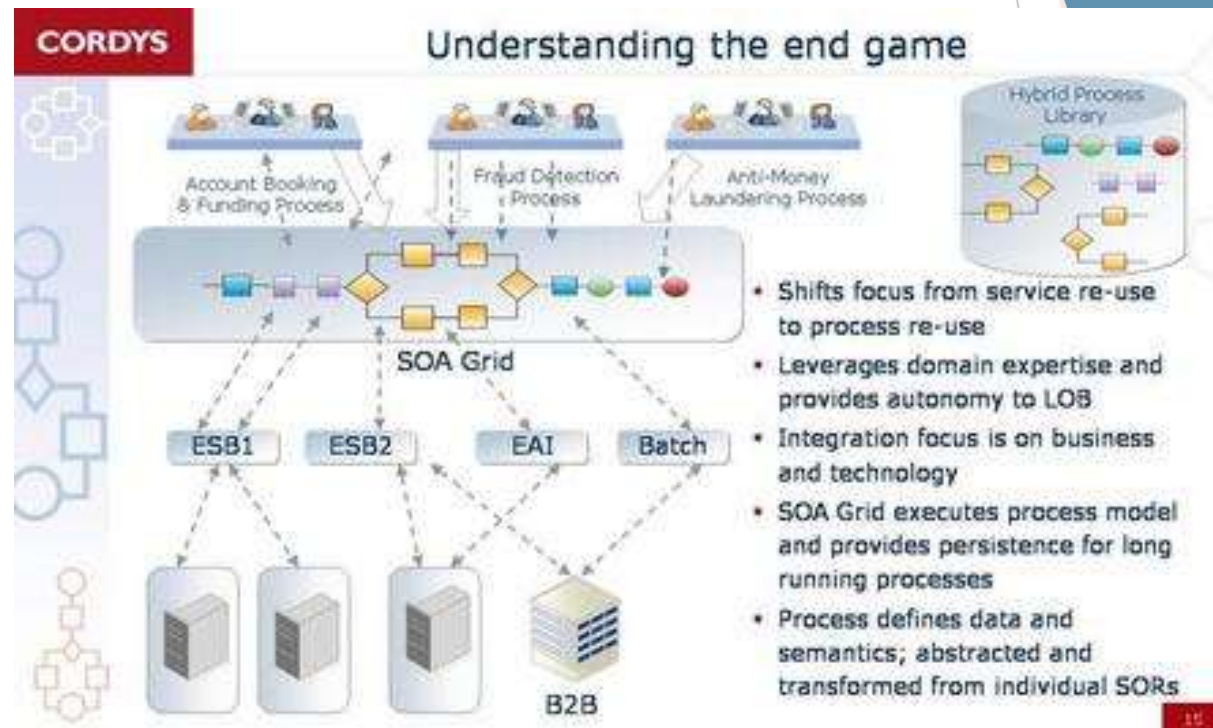 CORDYS
Understanding the end game
Hybrid Process
Library
Account Booking
& Funding Process
Fraud Detection
Process
Anti-Money
Laundering Process
SOA Grid
ESB1
ESB2
EAI
Batch
B2B
• Shifts focus from service re-use
to process re-use
• Leverages domain expertise and
provides autonomy to LOB
• Integration focus is on business
and technology
• SOA Grid executes process model
and provides persistence for long
running processes
• Process defines data and
semantics; abstracted and
transformed from individual SORs
15